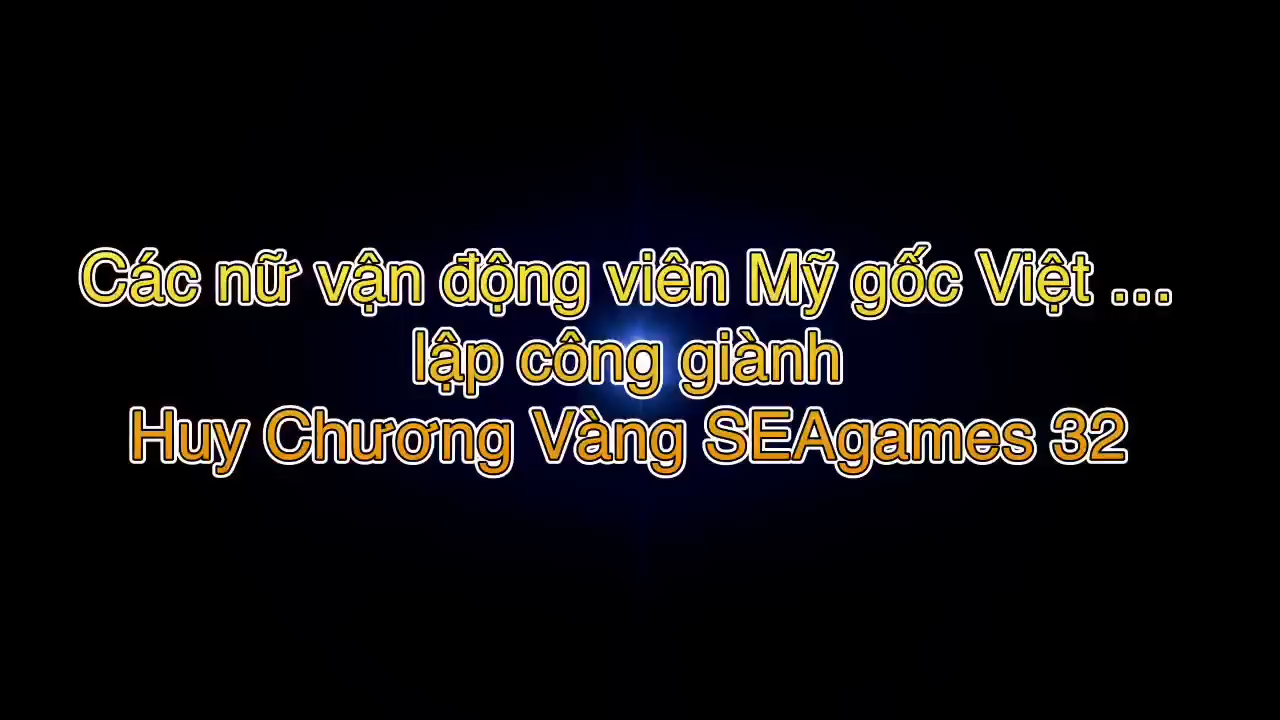 Các nữ vận động viên Mỹ gốc Việt ...
lập công giành
Huy Chương Vàng SEAgames 32